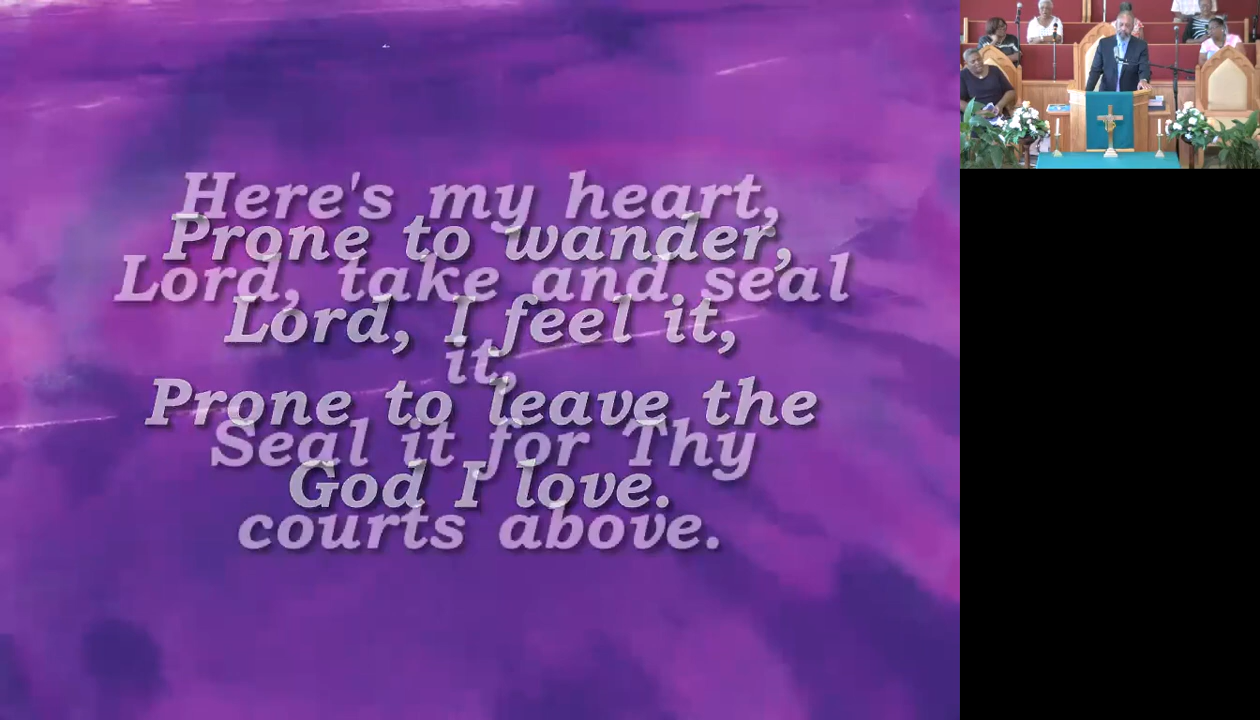 Here's my heart,
Prone to wander,
Lord, take and seal
Lord, I feel it,
it,
Prone to leave the
Seal it for Thy
God I love.
courts above.